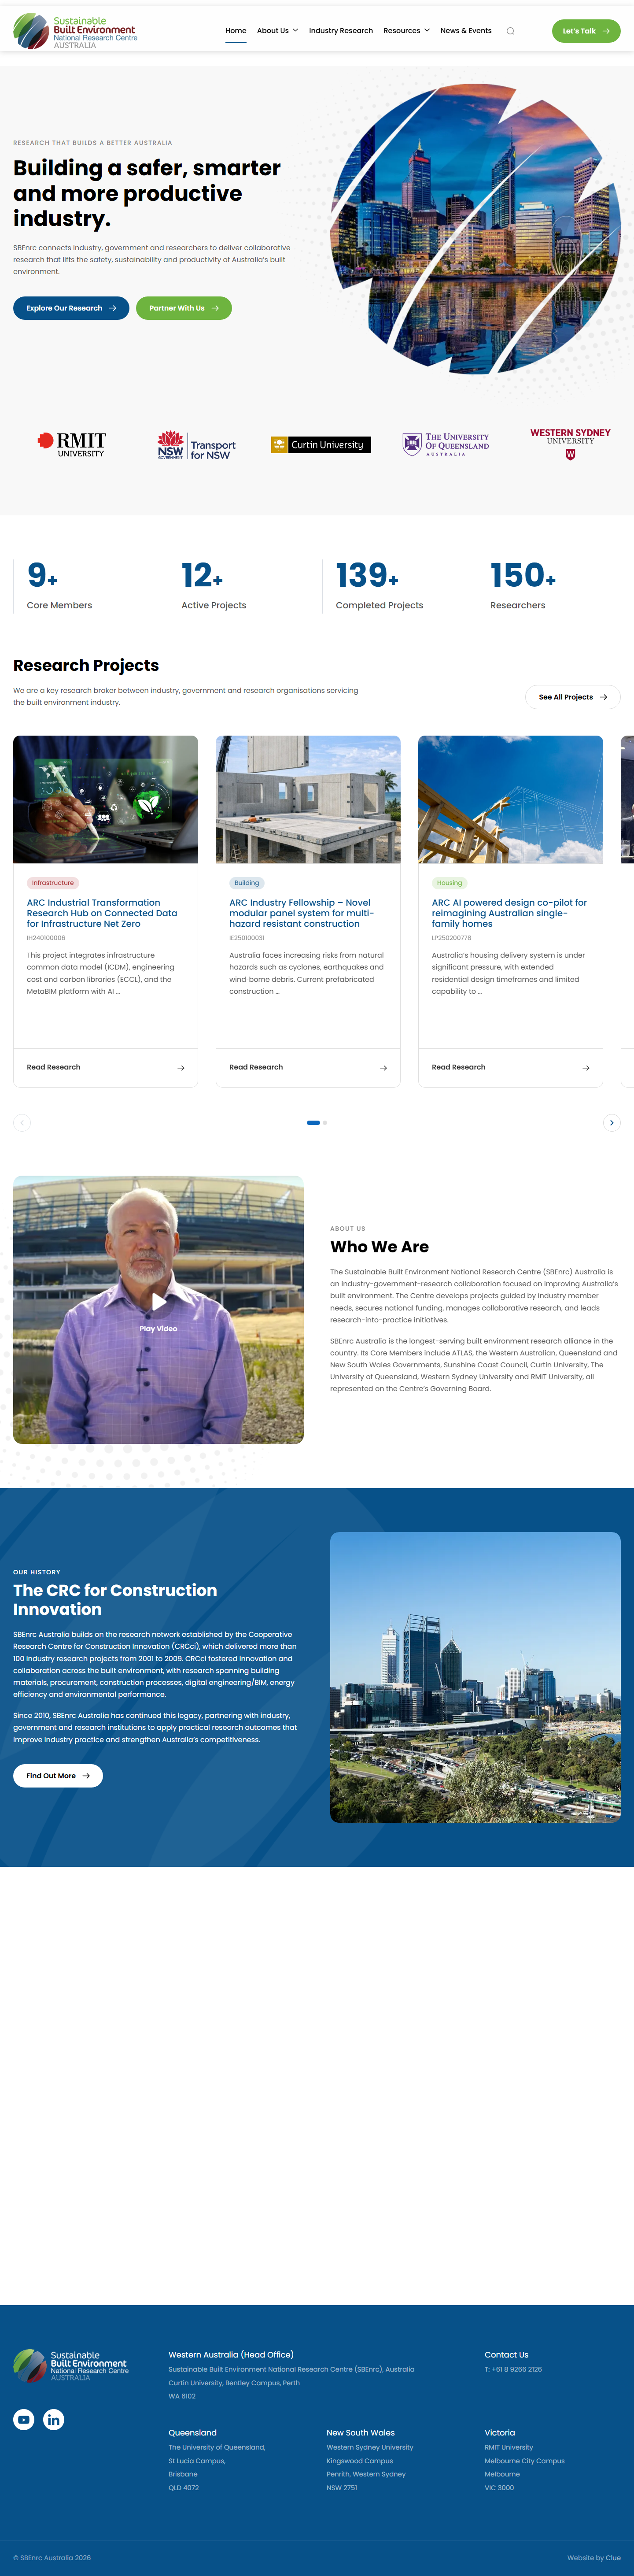 Sustainable
Built Environment
National Research Centre
AUSTRALIA
Home
About Us
Industry Research
Resources
News & Events
Let's Talk
RESEARCH THAT BUILDS A BETTER AUSTRALIA
Building a safer, smarter
and more productive
industry.
SBEnrc connects industry, government and researchers to deliver collaborative
research that lifts the safety, sustainability and productivity of Australia's built
environment.
Explore Our Research
Partner With Us
RMIT
UNIVERSITY
NSW
GOVERNMENT
Transport
for NSW
Curtin University
THE UNIVERSITY
OF QUEENSLAND
AUSTRALIA
WESTERN SYDNEY
UNIVERSITY
W
9+
Core Members
12+
Active Projects
139+
Completed Projects
150+
Researchers
Research Projects
We are a key research broker between industry, government and research organisations servicing
the built environment industry.
See All Projects
Infrastructure
ARC Industrial Transformation
Research Hub on Connected Data
for Infrastructure Net Zero
IH240100006
This project integrates infrastructure
common data model (ICDM), engineering
cost and carbon libraries (ECCL), and the
MetaBIM platform with AI ...
Read Research
Building
ARC Industry Fellowship – Novel
modular panel system for multi-
hazard resistant construction
IE250100031
Australia faces increasing risks from natural
hazards such as cyclones, earthquakes and
wind-borne debris. Current prefabricated
construction ...
Read Research
Housing
ARC AI powered design co-pilot for
reimagining Australian single-
family homes
LP250200778
Australia's housing delivery system is under
significant pressure, with extended
residential design timeframes and limited
capability to ...
Read Research
Play Video
ABOUT US
Who We Are
The Sustainable Built Environment National Research Centre (SBEnrc) Australia is
an industry-government-research collaboration focused on improving Australia's
built environment. The Centre develops projects guided by industry member
needs, secures national funding, manages collaborative research, and leads
research-into-practice initiatives.
SBEnrc Australia is the longest-serving built environment research alliance in the
country. Its Core Members include ATLAS, the Western Australian, Queensland and
New South Wales Governments, Sunshine Coast Council, Curtin University, The
University of Queensland, Western Sydney University and RMIT University, all
represented on the Centre's Governing Board.
OUR HISTORY
The CRC for Construction
Innovation
SBEnrc Australia builds on the research network established by the Cooperative
Research Centre for Construction Innovation (CRCci), which delivered more than
100 industry research projects from 2001 to 2009. CRCci fostered innovation and
collaboration across the built environment, with research spanning building
materials, procurement, construction processes, digital engineering/BIM, energy
efficiency and environmental performance.
Since 2010, SBEnrc Australia has continued this legacy, partnering with industry,
government and research institutions to apply practical research outcomes that
improve industry practice and strengthen Australia's competitiveness.
Find Out More
Sustainable
Built Environment
National Research Centre
AUSTRALIA
Western Australia (Head Office)
Sustainable Built Environment National Research Centre (SBEnrc), Australia
Curtin University, Bentley Campus, Perth
WA 6102
Contact Us
T: +61 8 9266 2126
Queensland
The University of Queensland,
St Lucia Campus,
Brisbane
QLD 4072
New South Wales
Western Sydney University
Kingswood Campus
Penrith, Western Sydney
NSW 2751
Victoria
RMIT University
Melbourne City Campus
Melbourne
VIC 3000
© SBEnrc Australia 2026
Website by Clue